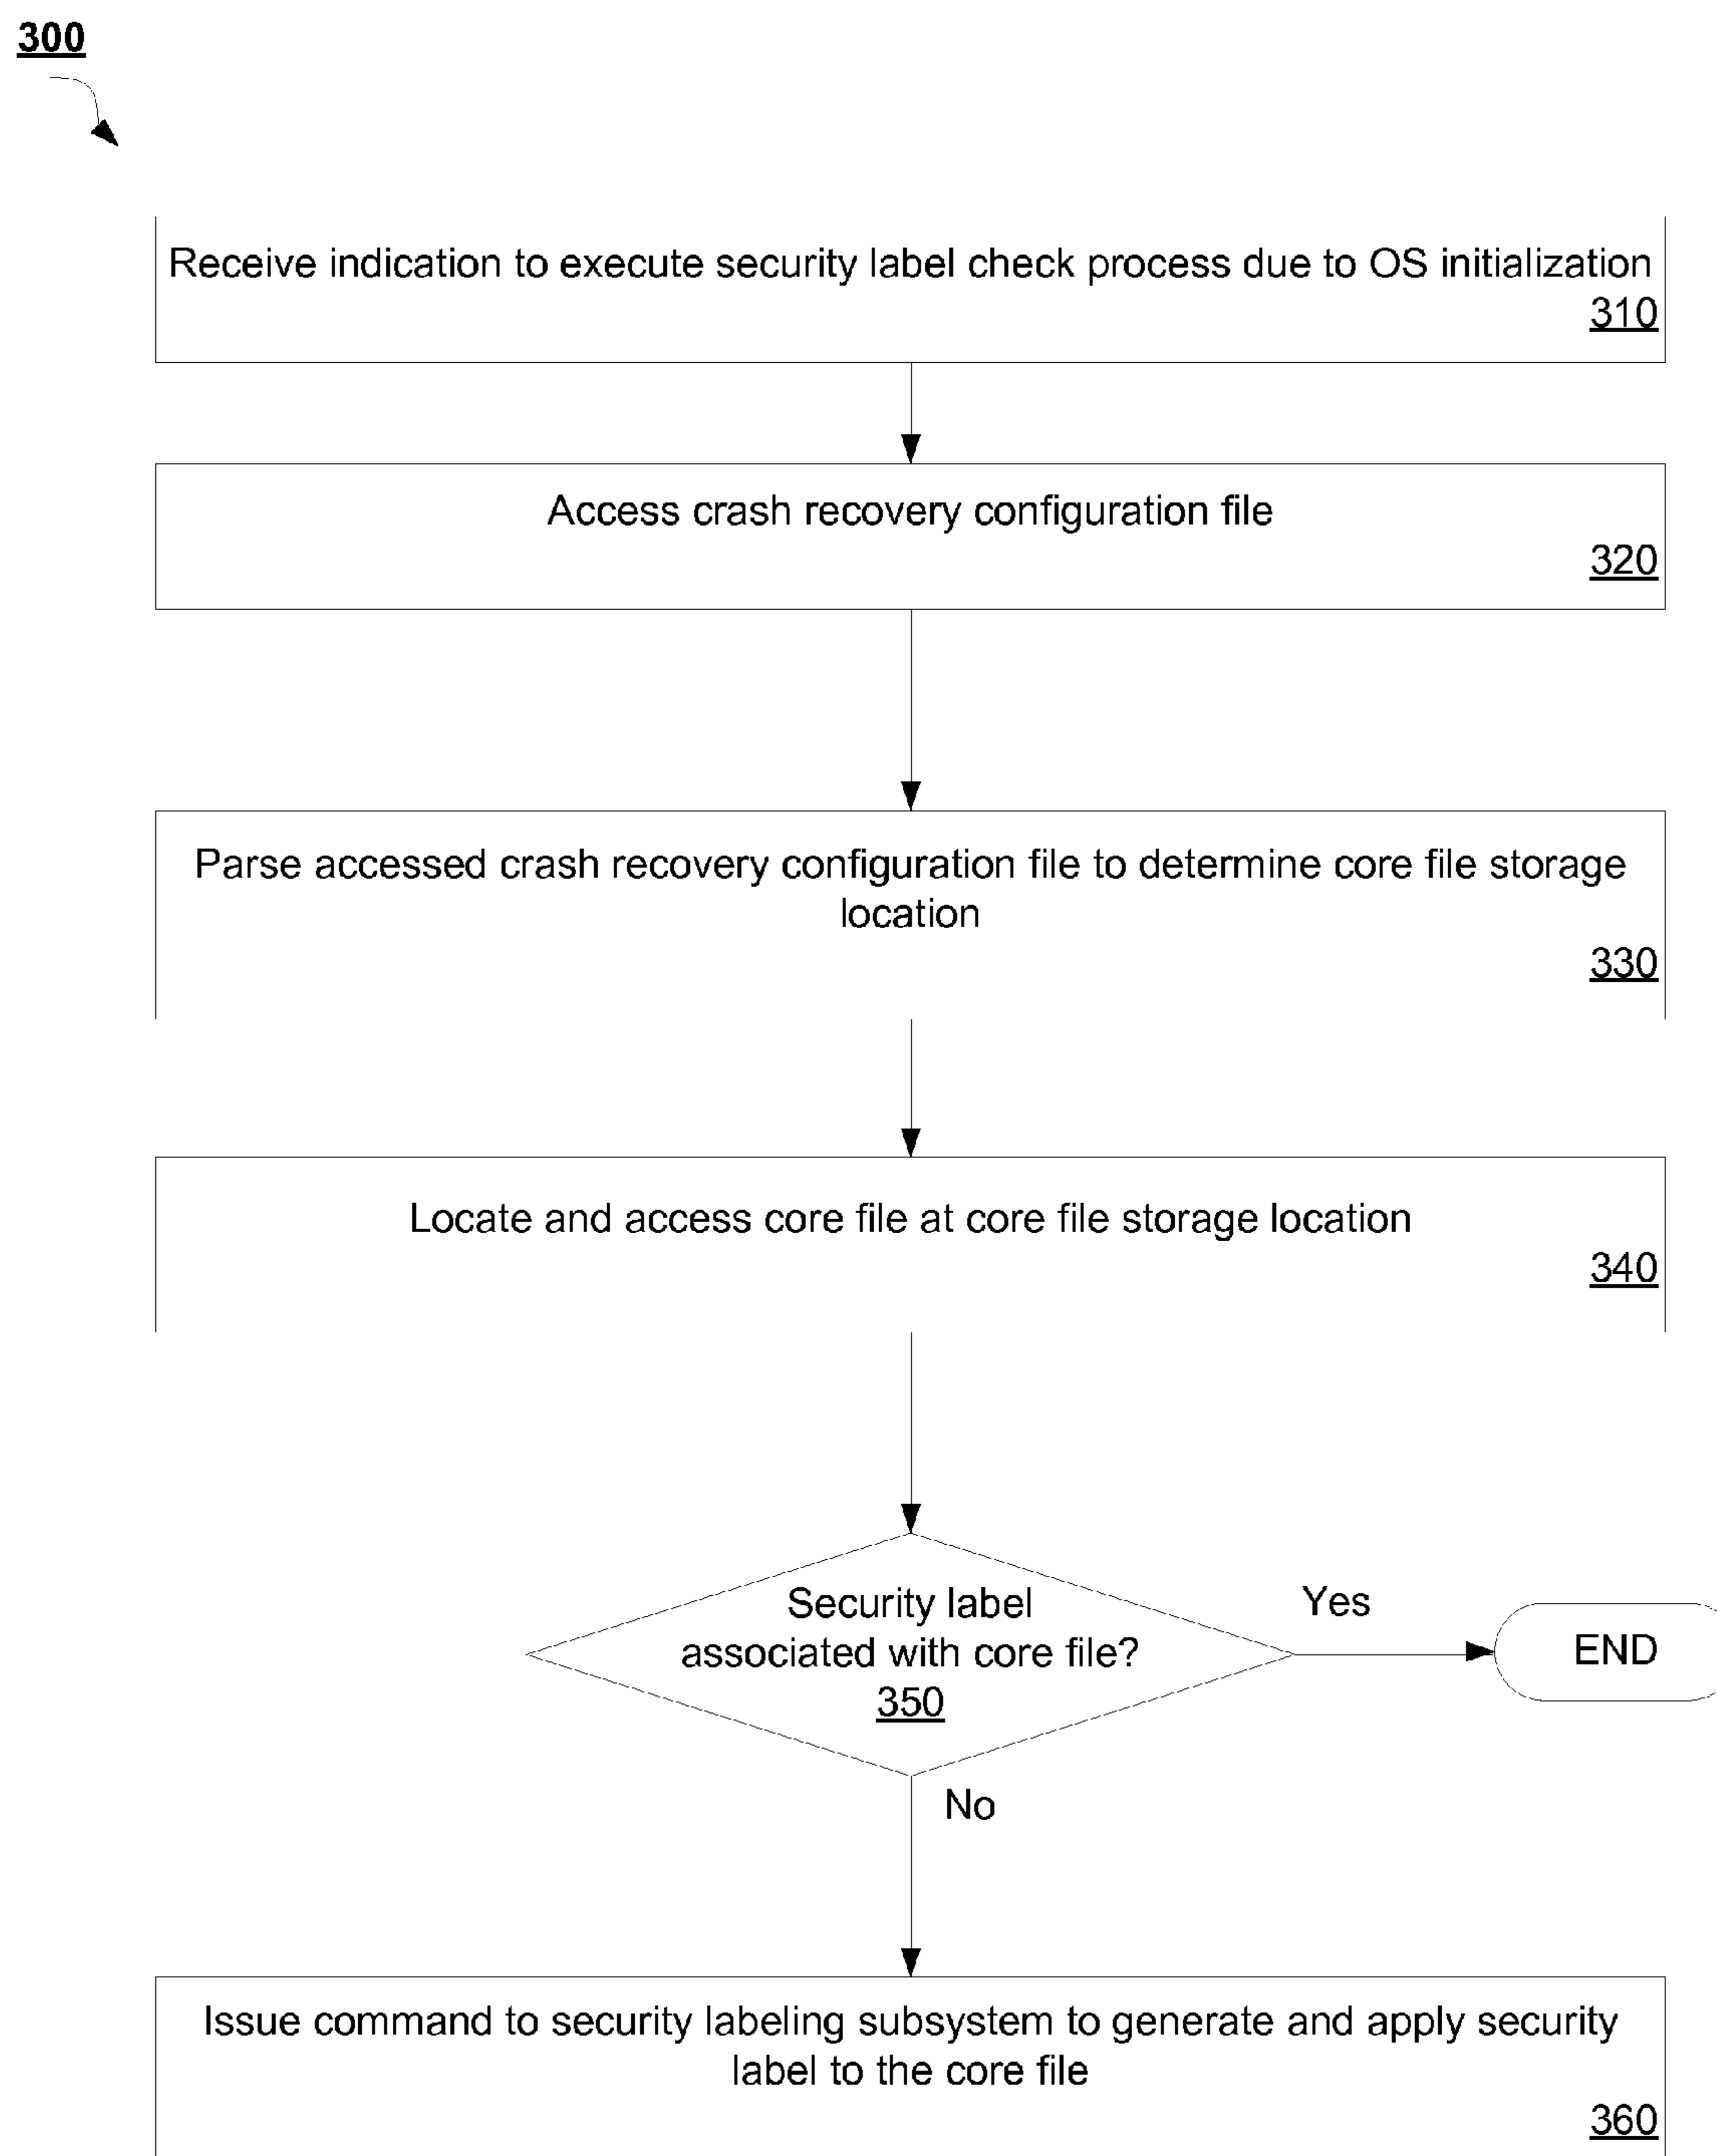 300
Receive indication to execute security label check process due to OS initialization
310
Access crash recovery configuration file
320
Parse accessed crash recovery configuration file to determine core file storage
location
330
Locate and access core file at core file storage location
340
Security label
associated with core file?
350
Yes
END
No
Issue command to security labeling subsystem to generate and apply security
label to the core file
360